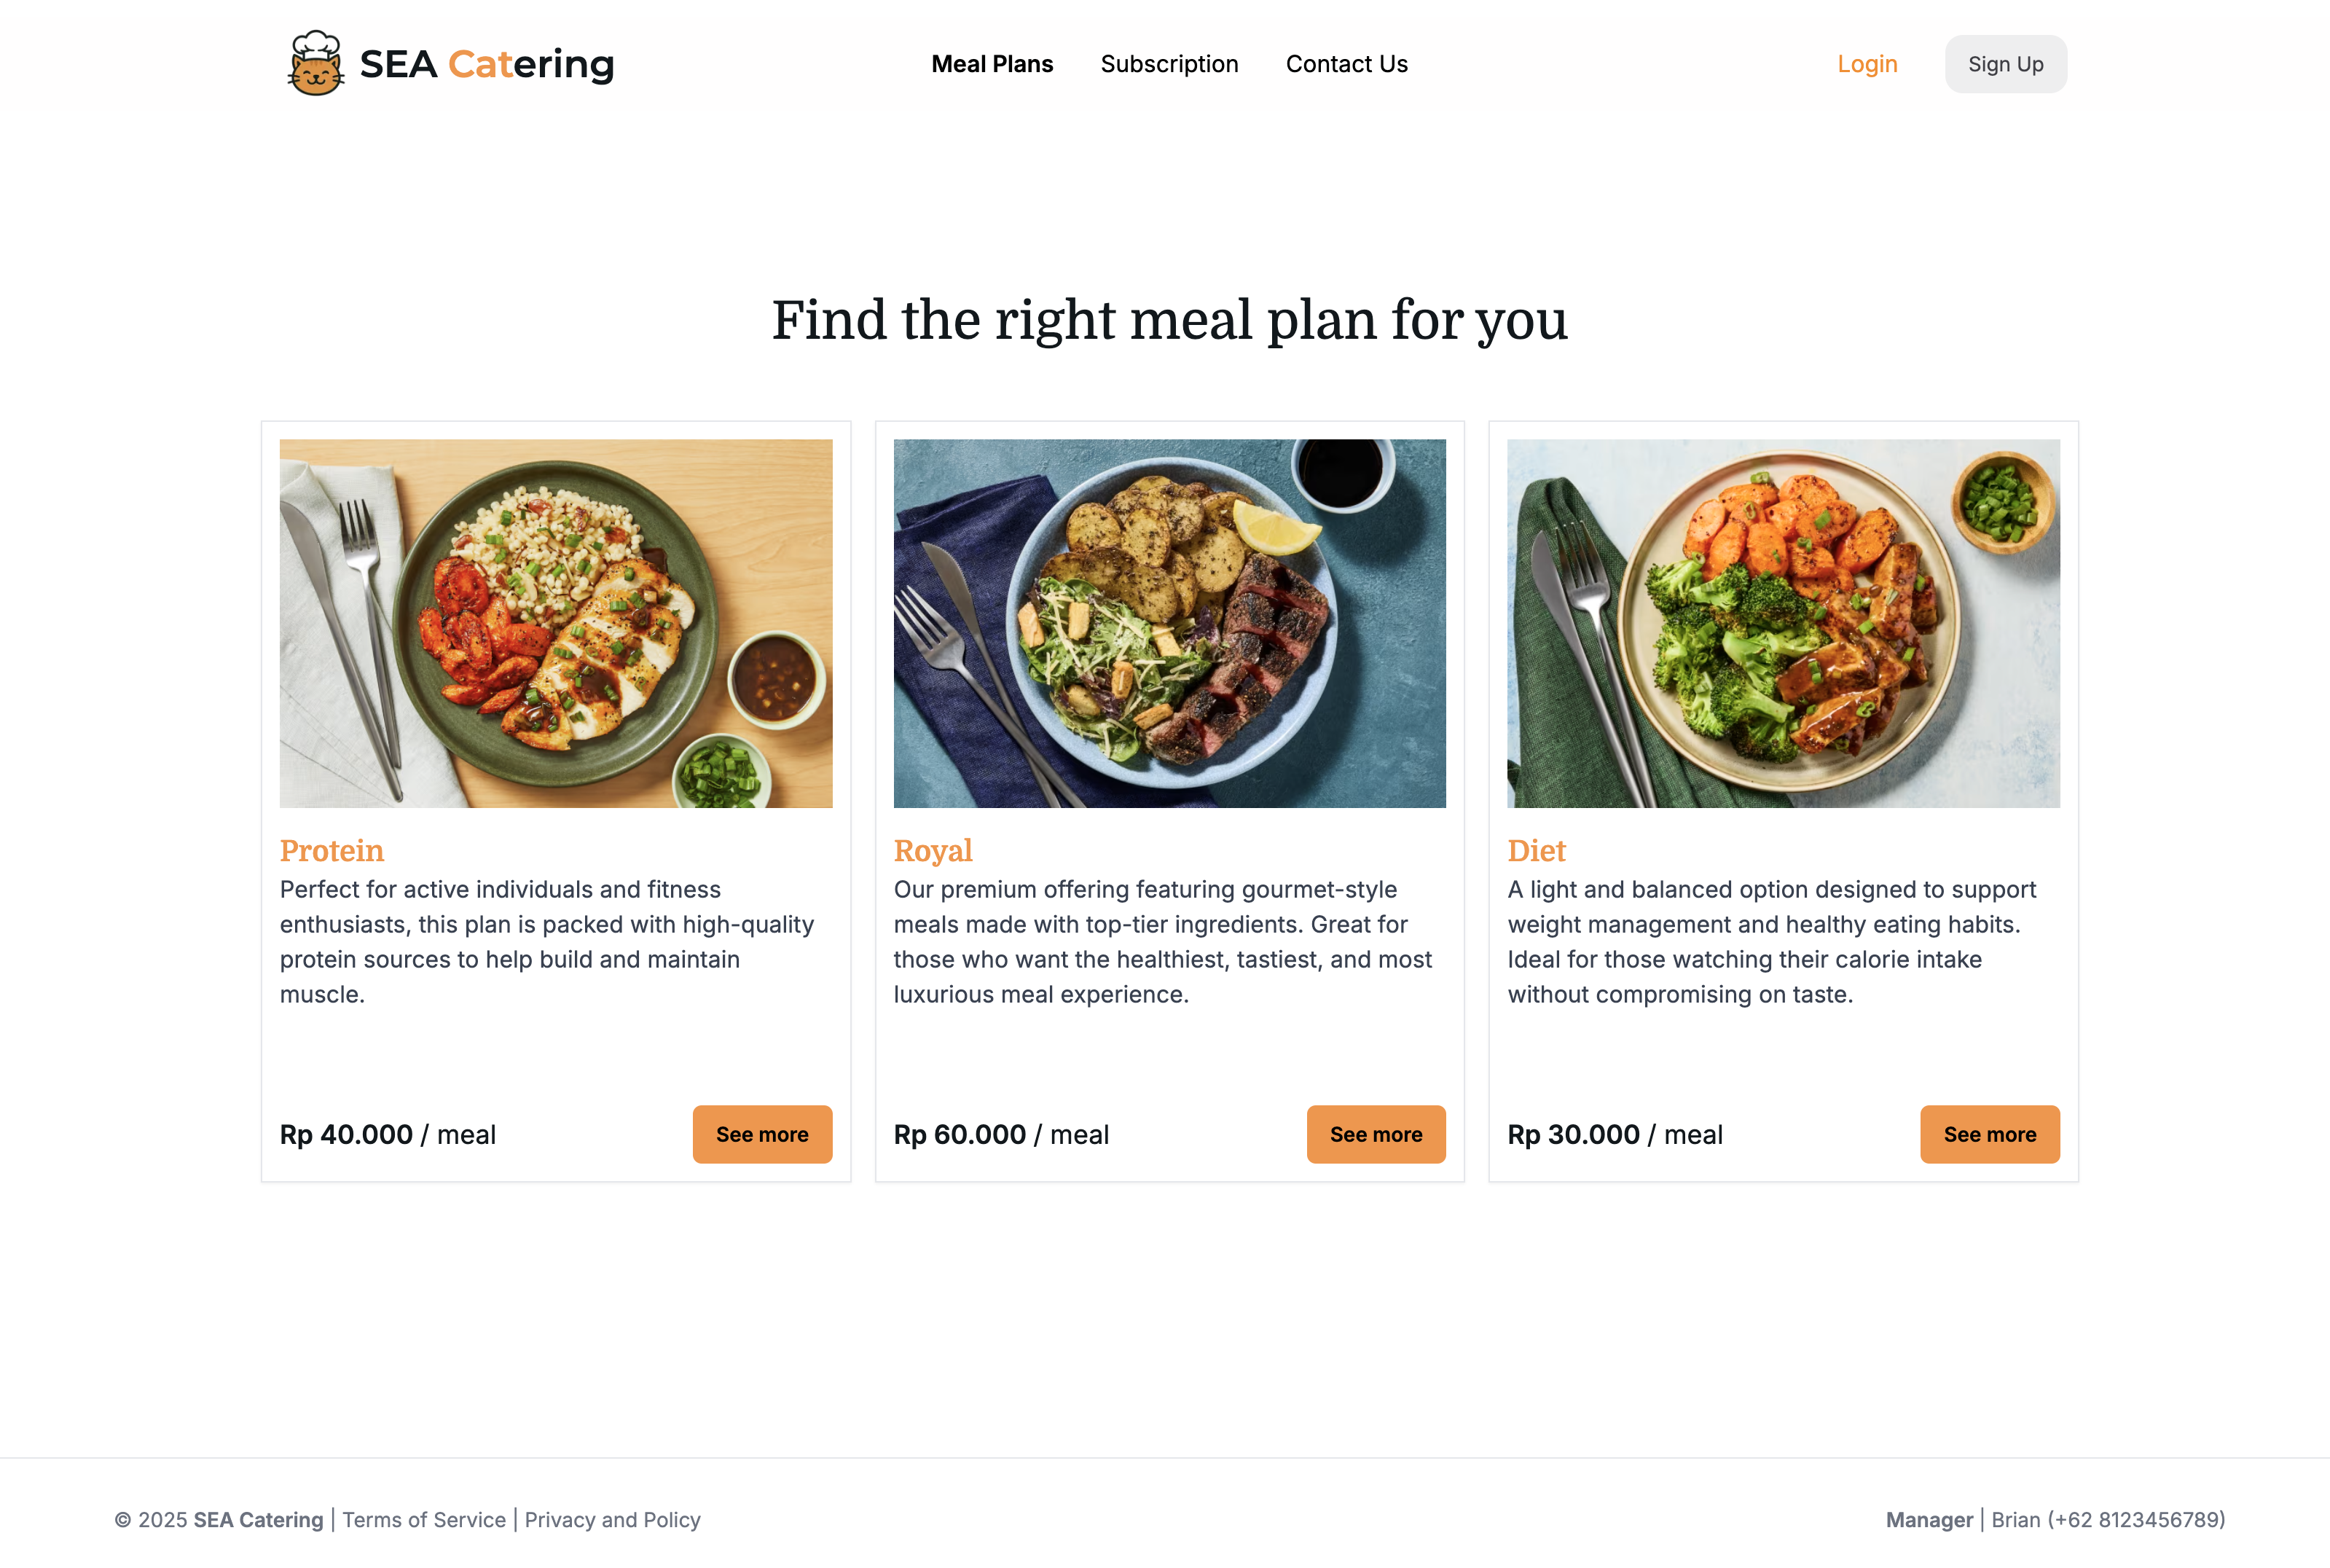 SEA Catering
Meal Plans
Subscription
Contact Us
Login
Sign Up
Find the right meal plan for you
Protein
Perfect for active individuals and fitness
enthusiasts, this plan is packed with high-quality
protein sources to help build and maintain
muscle.
Rp 40.000 / meal
See more
Royal
Our premium offering featuring gourmet-style
meals made with top-tier ingredients. Great for
those who want the healthiest, tastiest, and most
luxurious meal experience.
Rp 60.000 / meal
See more
Diet
A light and balanced option designed to support
weight management and healthy eating habits.
Ideal for those watching their calorie intake
without compromising on taste.
Rp 30.000 / meal
See more
© 2025 SEA Catering | Terms of Service | Privacy and Policy
Manager | Brian (+62 8123456789)